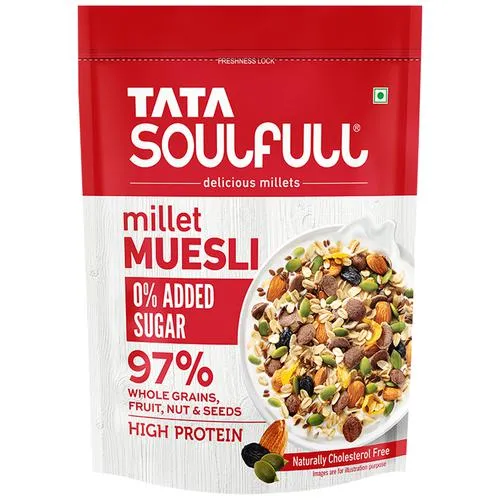 FRESHNESS LOCK
TATA
SOULFULL®
delicious millets
millet
MUESLI
0% ADDED
SUGAR
97%
WHOLE GRAINS,
FRUIT, NUT & SEEDS
HIGH PROTEIN
Naturally Cholesterol Free
Images are for illustration purpose